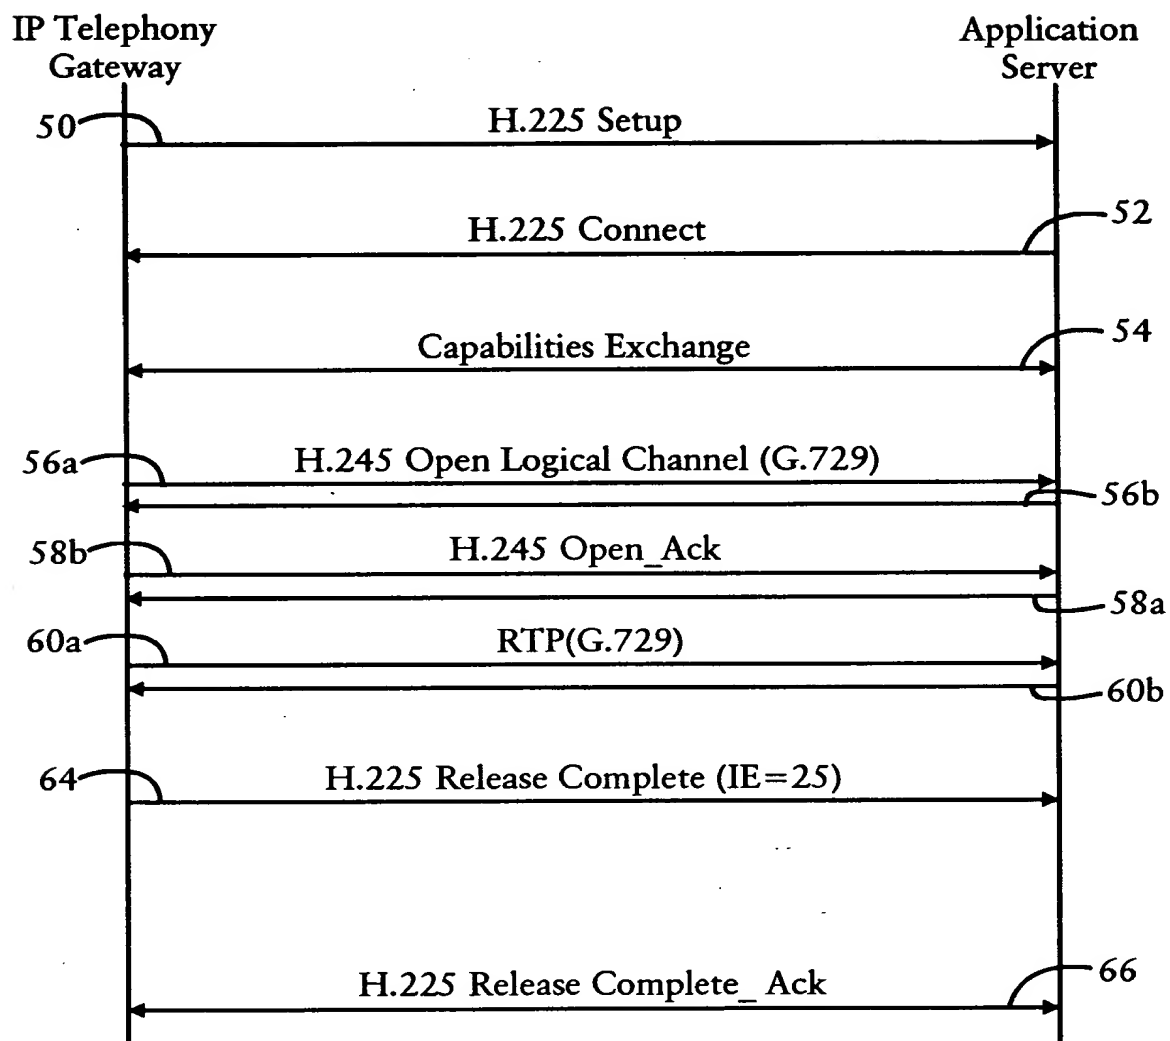 IP Telephony
Gateway
Application
Server
50
H.225 Setup
H.225 Connect
52
Capabilities Exchange
54
56a
H.245 Open Logical Channel (G.729)
56b
58b
H.245 Open_Ack
58a
60a
RTP(G.729)
60b
64
H.225 Release Complete (IE=25)
H.225 Release Complete_ Ack
66